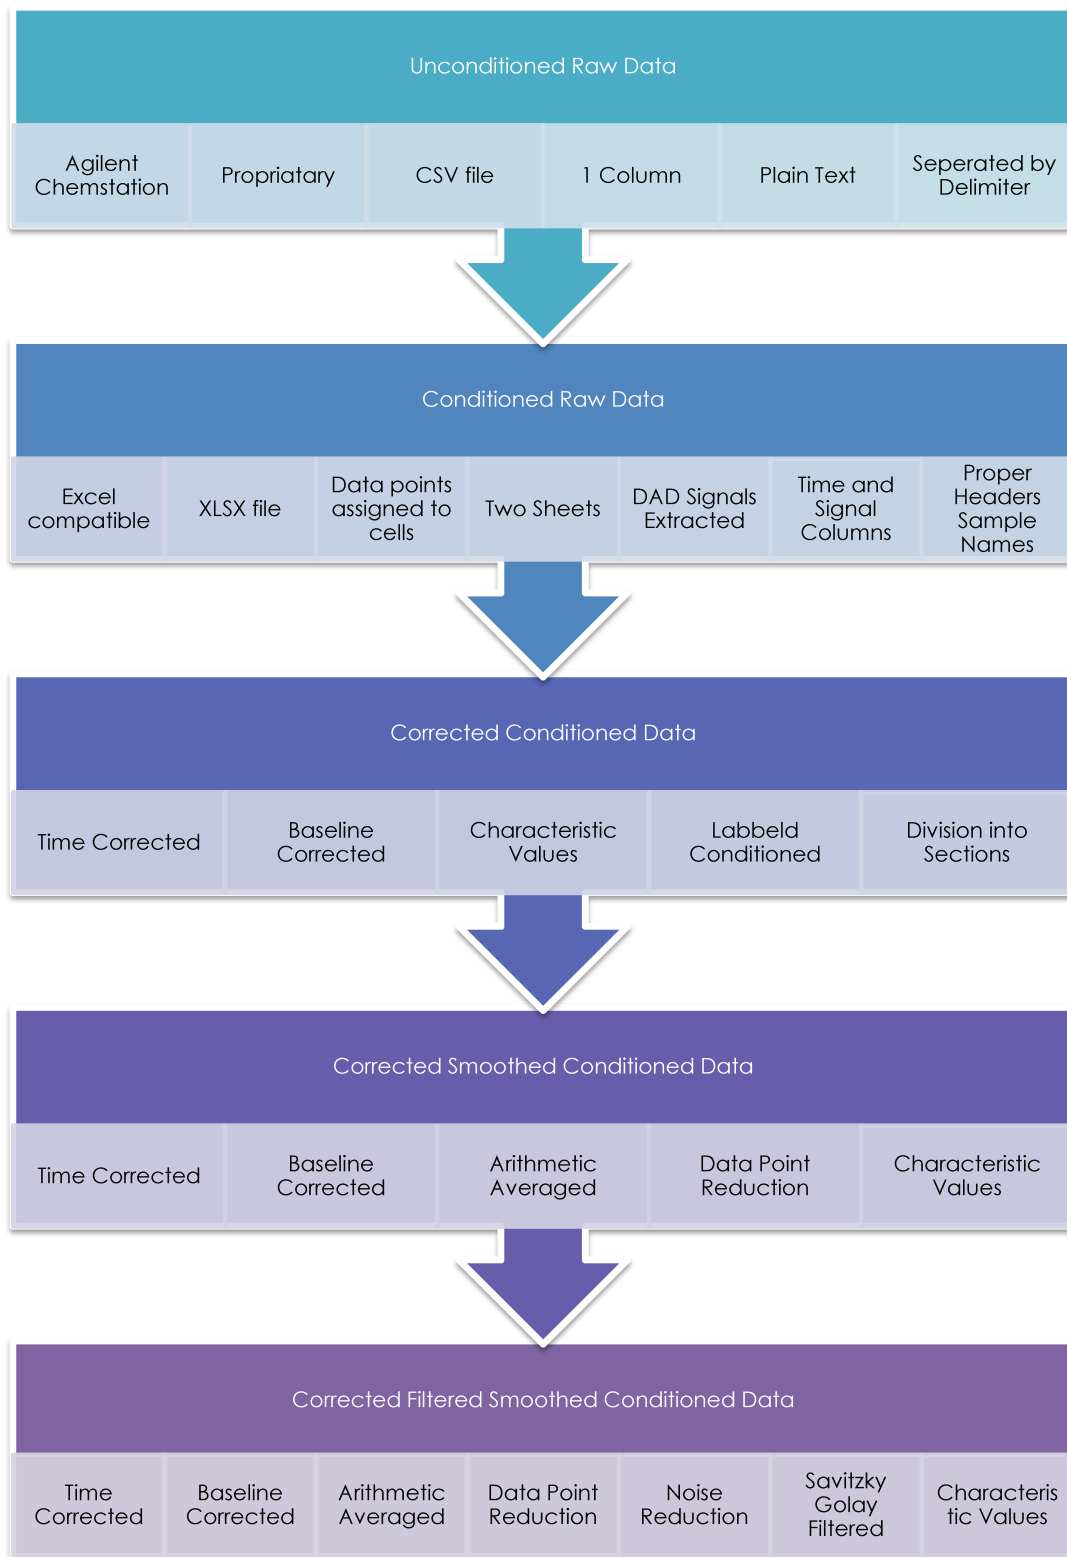 Unconditioned Raw Data
Agilent
Chemstation
Propriatary
CSV file
1 Column
Plain Text
Seperated by
Delimiter
Conditioned Raw Data
Excel
compatible
XLSX file
Data points
assigned to
cells
Two Sheets
DAD Signals
Extracted
Time and
Signal
Columns
Proper
Headers
Sample
Names
Corrected Conditioned Data
Time Corrected
Baseline
Corrected
Characteristic
Values
Labbeld
Conditioned
Division into
Sections
Corrected Smoothed Conditioned Data
Time Corrected
Baseline
Corrected
Arithmetic
Averaged
Data Point
Reduction
Characteristic
Values
Corrected Filtered Smoothed Conditioned Data
Time
Corrected
Baseline
Corrected
Arithmetic
Averaged
Data Point
Reduction
Noise
Reduction
Savitzky
Golay
Filtered
Characteris
tic Values